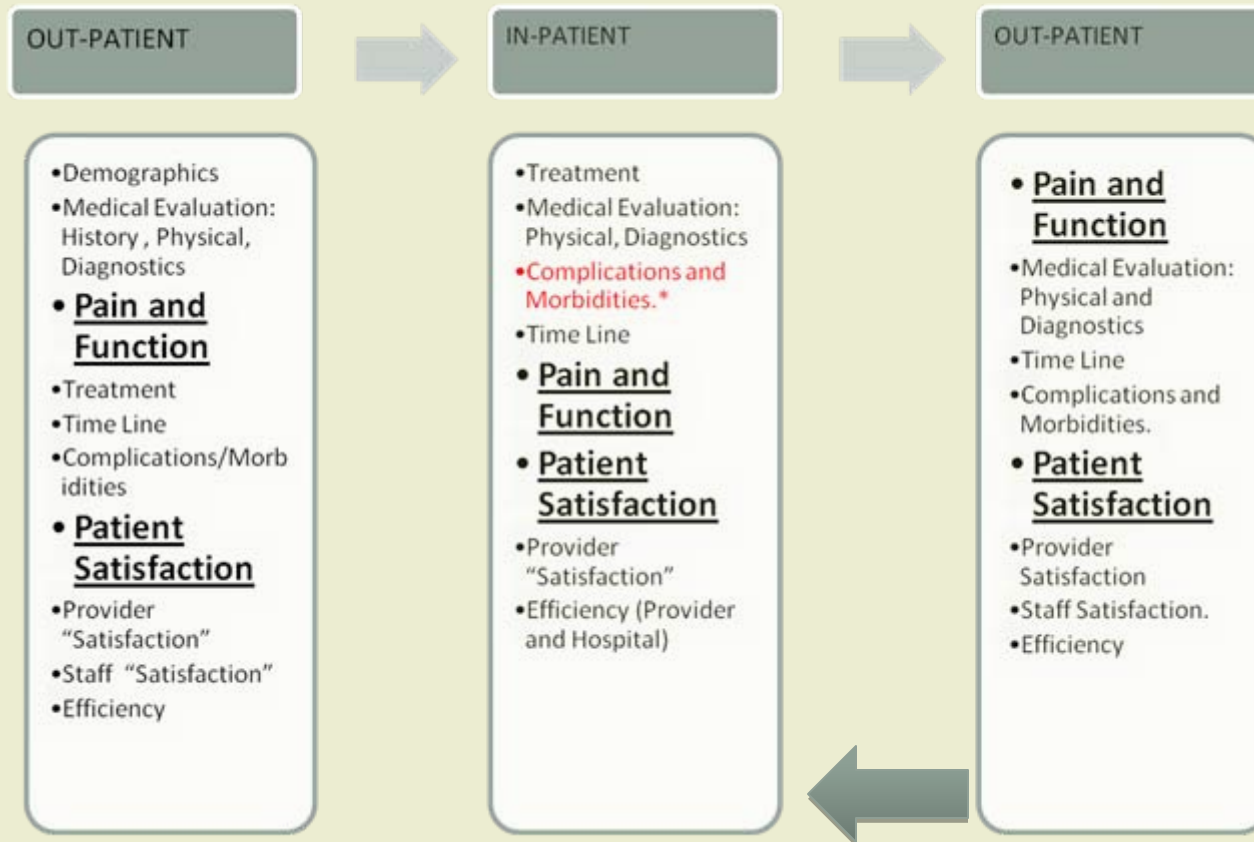 OUT-PATIENT
IN-PATIENT
OUT-PATIENT
•Demographics
•Medical Evaluation:
History , Physical,
Diagnostics
• Pain and
Function
•Treatment
•Time Line
•Complications/Morb
idities
• Patient
Satisfaction
•Provider
“Satisfaction”
•Staff “Satisfaction”
•Efficiency
•Treatment
•Medical Evaluation:
Physical, Diagnostics
•Complications and
Morbidities.*
•Time Line
• Pain and
Function
• Patient
Satisfaction
•Provider
“Satisfaction”
•Efficiency (Provider
and Hospital)
• Pain and
Function
•Medical Evaluation:
Physical and
Diagnostics
•Time Line
•Complications and
Morbidities.
• Patient
Satisfaction
•Provider
Satisfaction
•Staff Satisfaction.
•Efficiency